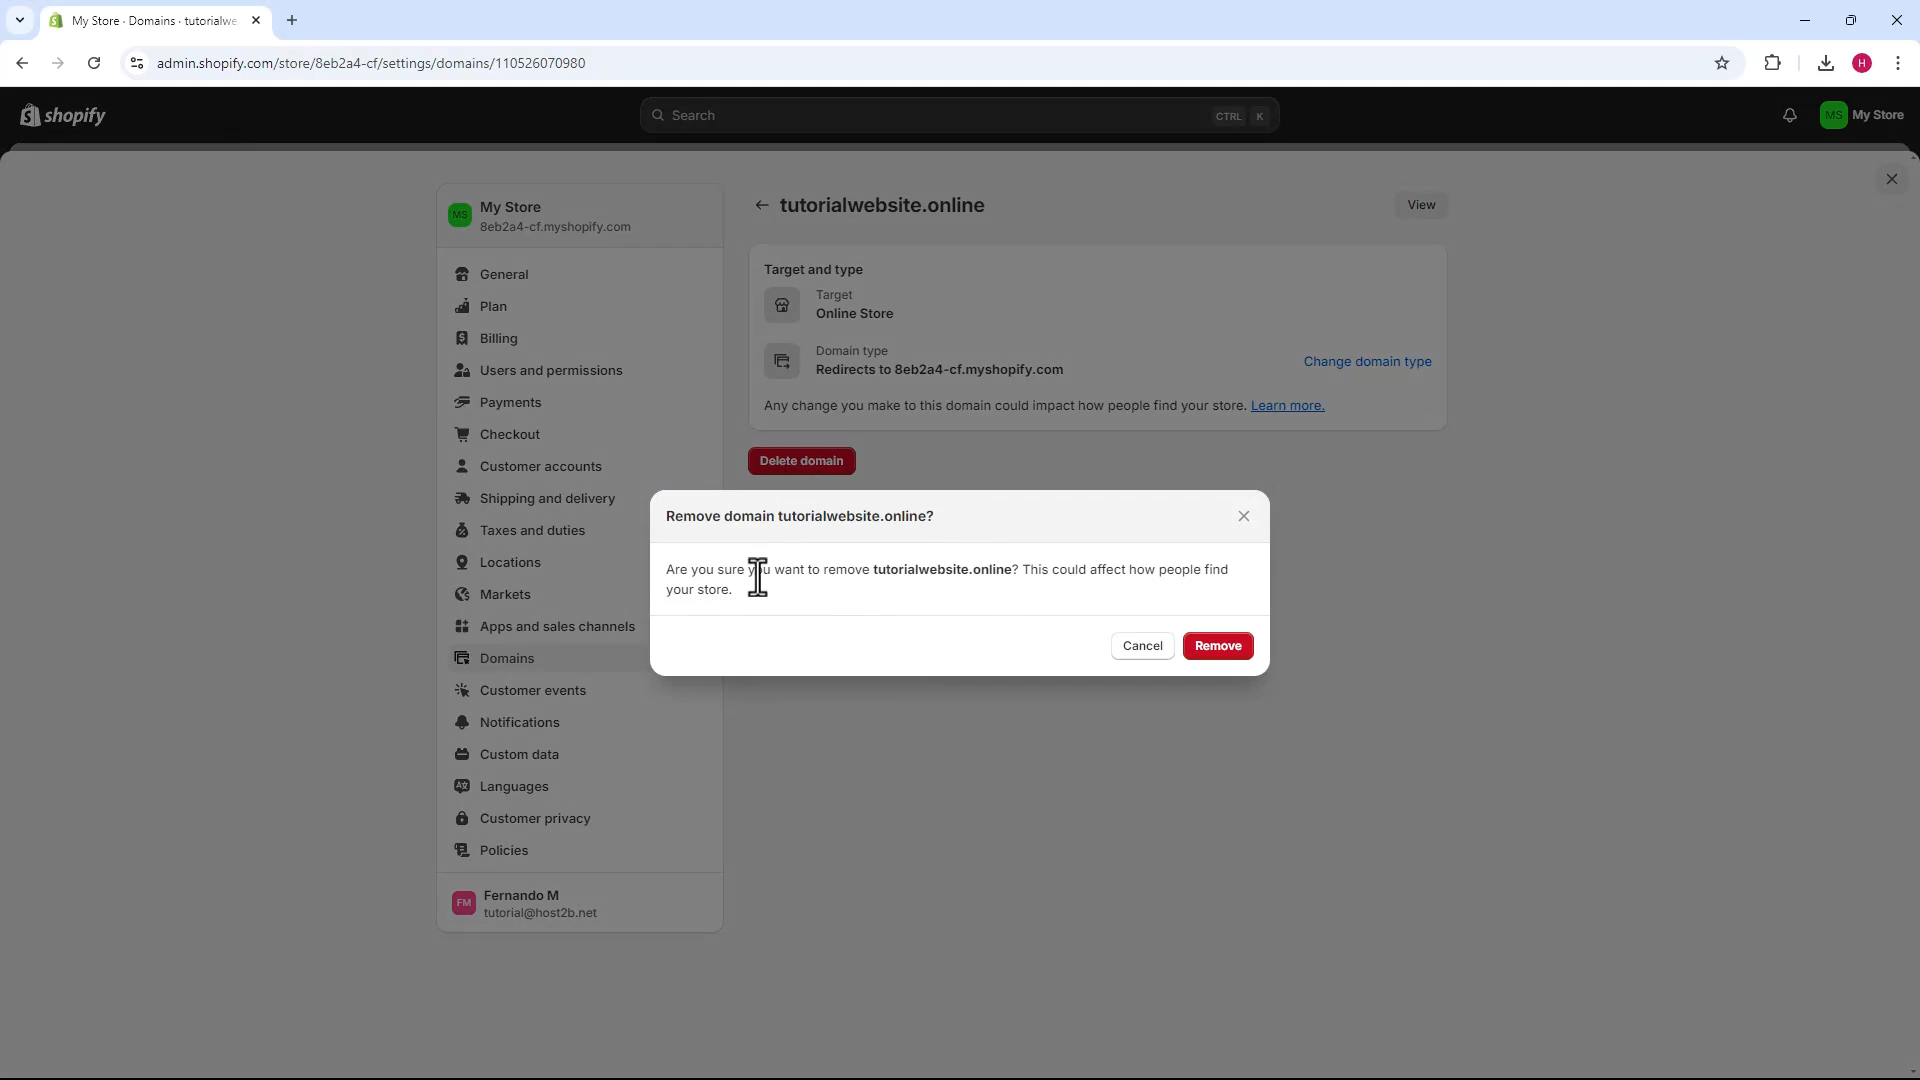 My Store · Domains · tutorialwe
admin.shopify.com/store/8eb2a4-cf/settings/domains/110526070980
H
shopify
Search
CTRL K
MS My Store
MS
My Store
8eb2a4-cf.myshopify.com
General
Plan
Billing
Users and permissions
Payments
Checkout
Customer accounts
Shipping and delivery
Taxes and duties
Locations
Markets
Apps and sales channels
Domains
Customer events
Notifications
Custom data
Languages
Customer privacy
Policies
FM
Fernando M
tutorial@host2b.net
tutorialwebsite.online
View
Target and type
Target
Online Store
Domain type
Redirects to 8eb2a4-cf.myshopify.com
Change domain type
Any change you make to this domain could impact how people find your store. Learn more.
Delete domain
Remove domain tutorialwebsite.online?
Are you sure you want to remove tutorialwebsite.online? This could affect how people find
your store.
Cancel
Remove